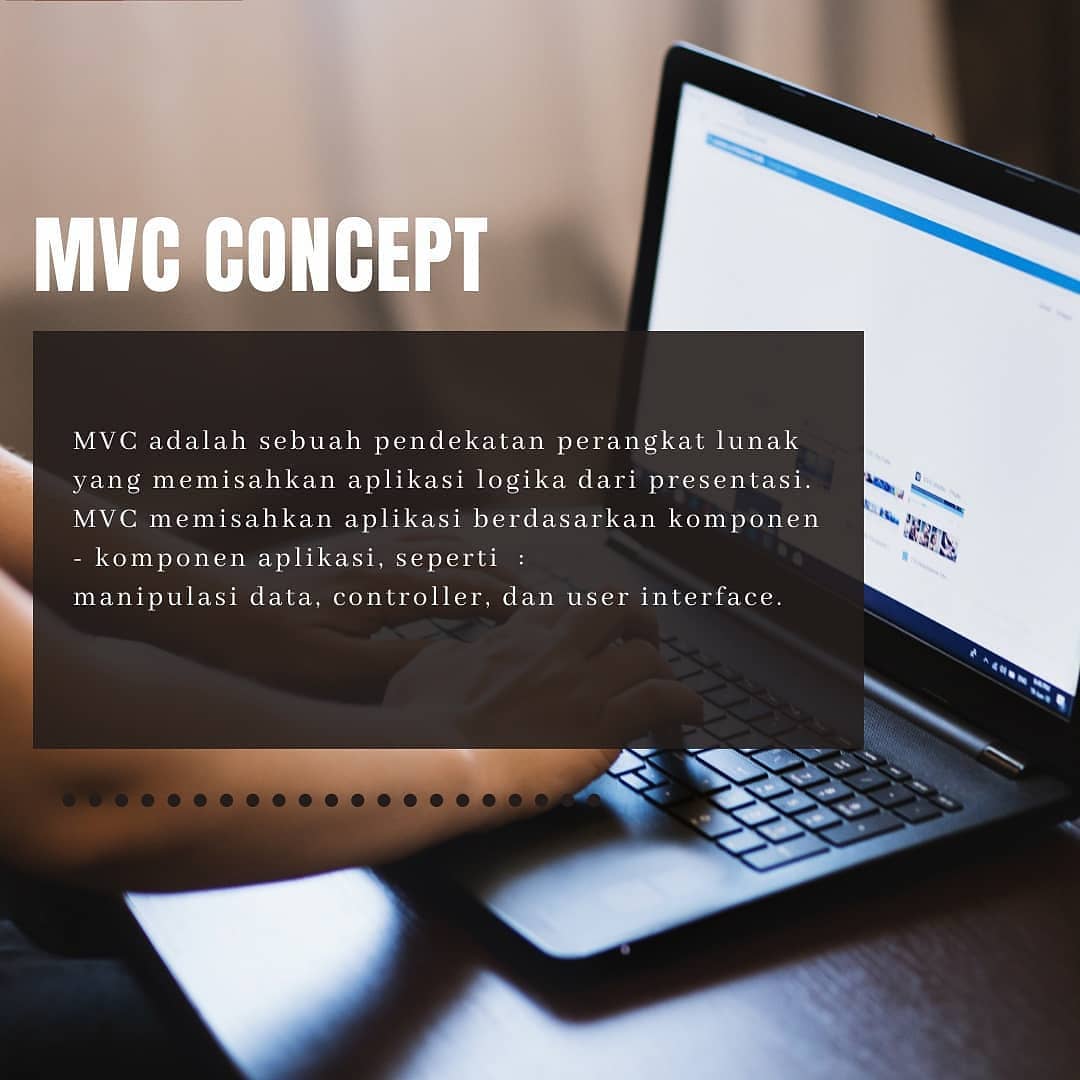 MVC CONCEPT
MVC adalah sebuah pendekatan perangkat lunak
yang memisahkan aplikasi logika dari presentasi.
MVC memisahkan aplikasi berdasarkan komponen
- komponen aplikasi, seperti  :
manipulasi data, controller, dan user interface.